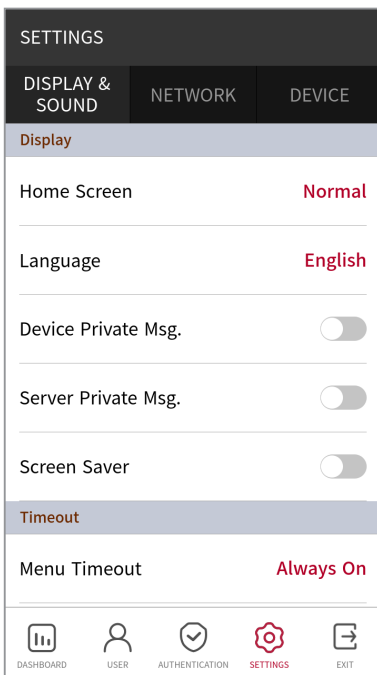 SETTINGS
DISPLAY &
SOUND
NETWORK
DEVICE
Display
Home Screen Normal
Language English
Device Private Msg.
Server Private Msg.
Screen Saver
Timeout
Menu Timeout Always On
DASHBOARD USER AUTHENTICATION SETTINGS EXIT